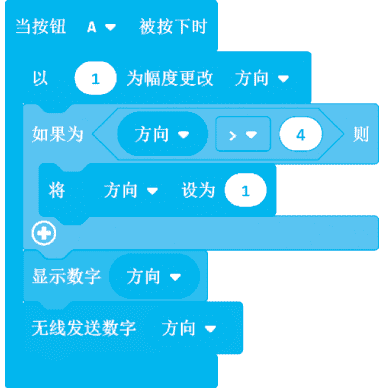 当按钮 A 被按下时
以 1 为幅度更改 方向
如果为 方向 > 4 则
将 方向 设为 1
显示数字 方向
无线发送数字 方向